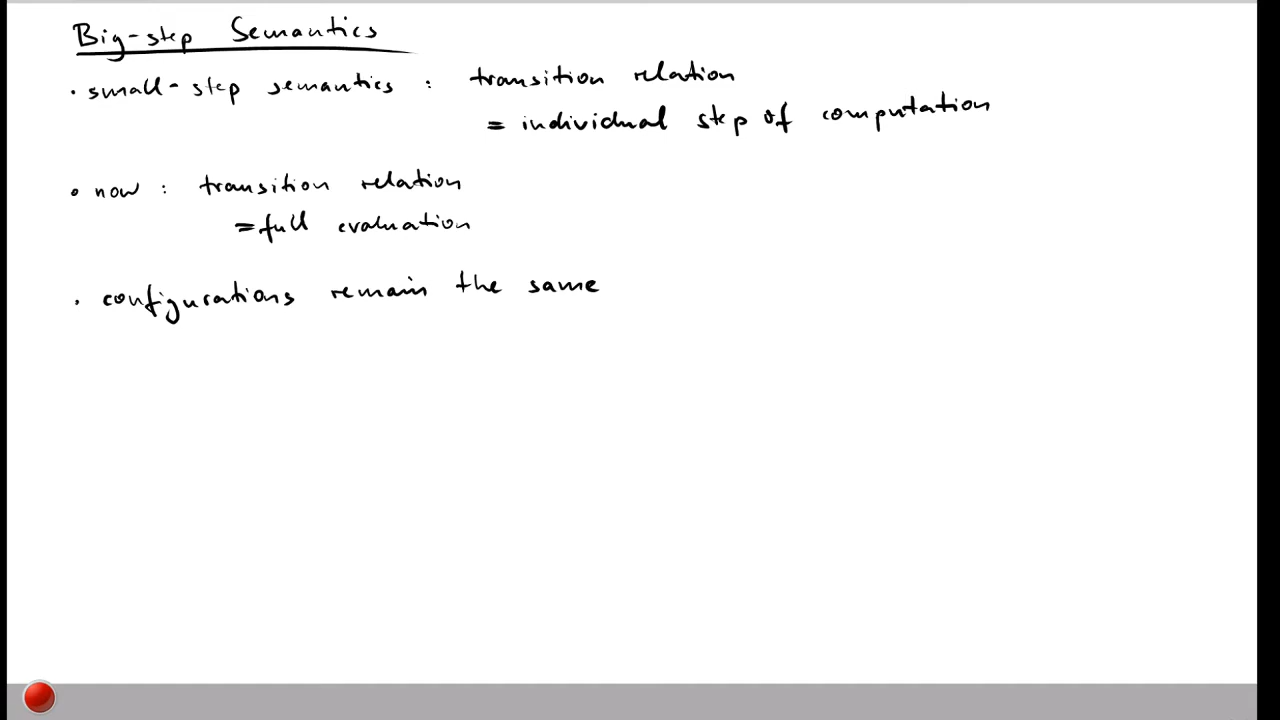 Big-step Semantics
• small-step semantics : transition relation
= individual step of computation
• now : transition relation
= full evaluation
• configurations remain the same